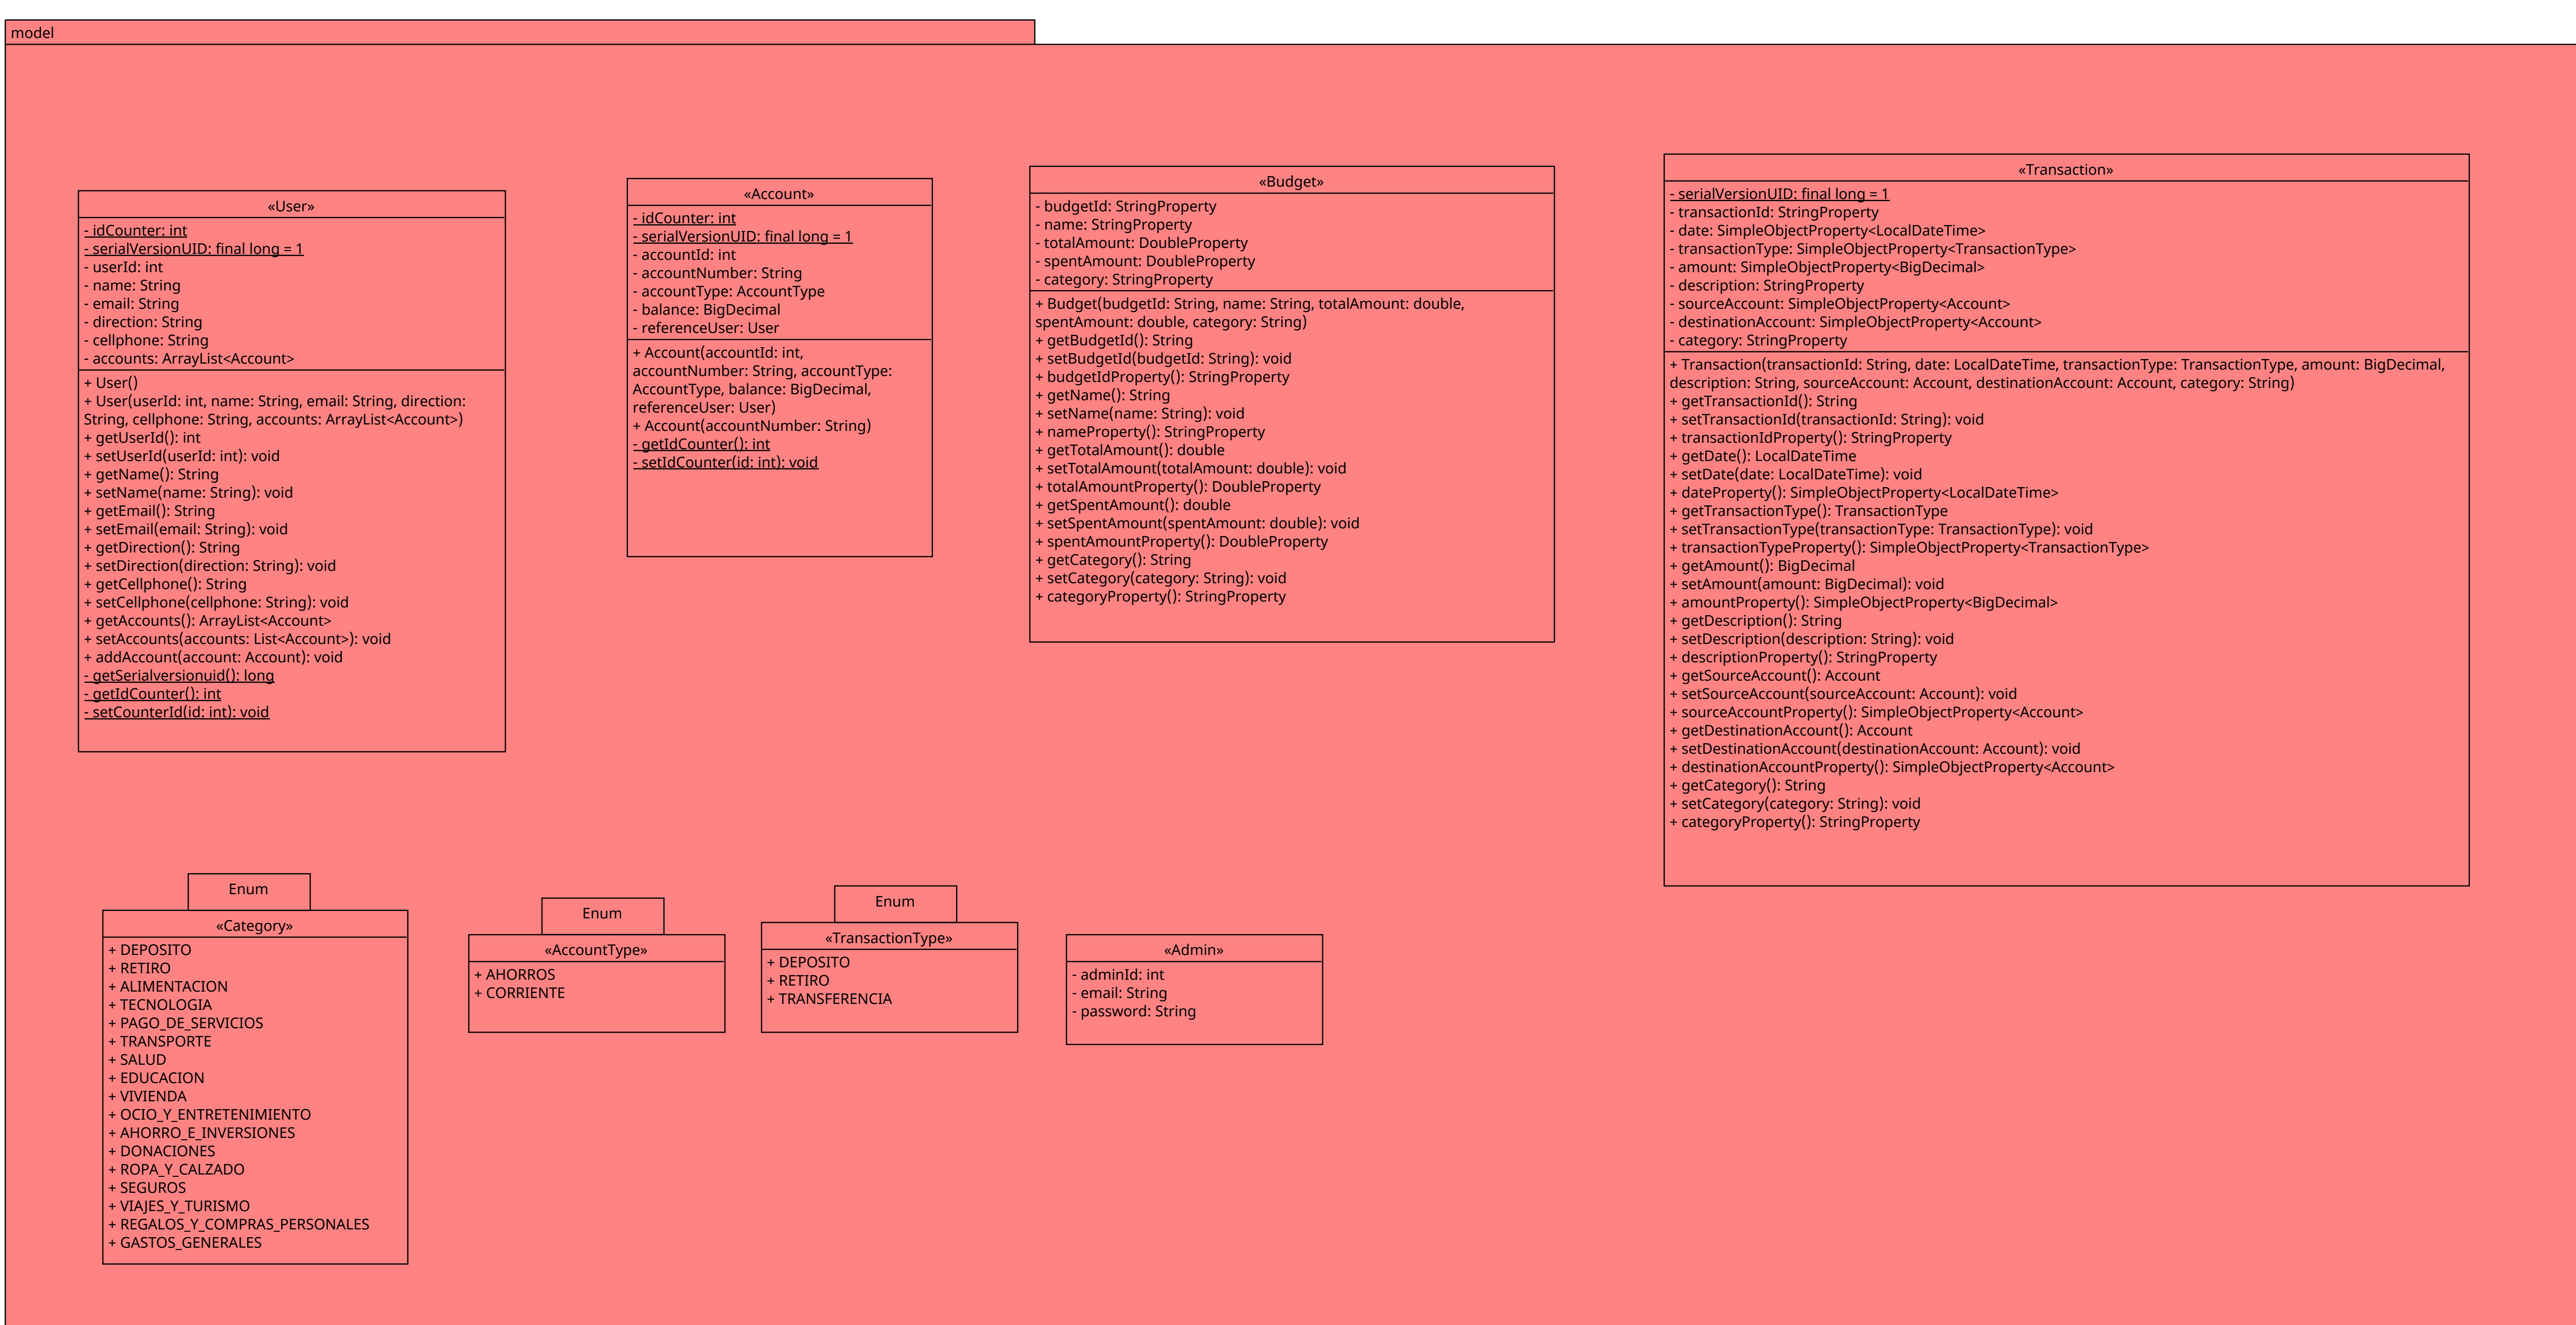 model
«User»
- idCounter: int
- serialVersionUID: final long = 1
- userId: int
- name: String
- email: String
- direction: String
- cellphone: String
- accounts: ArrayList<Account>
+ User()
+ User(userId: int, name: String, email: String, direction:
String, cellphone: String, accounts: ArrayList<Account>)
+ getUserId(): int
+ setUserId(userId: int): void
+ getName(): String
+ setName(name: String): void
+ getEmail(): String
+ setEmail(email: String): void
+ getDirection(): String
+ setDirection(direction: String): void
+ getCellphone(): String
+ setCellphone(cellphone: String): void
+ getAccounts(): ArrayList<Account>
+ setAccounts(accounts: List<Account>): void
+ addAccount(account: Account): void
- getSerialversionuid(): long
- getIdCounter(): int
- setCounterId(id: int): void
«Account»
- idCounter: int
- serialVersionUID: final long = 1
- accountId: int
- accountNumber: String
- accountType: AccountType
- balance: BigDecimal
- referenceUser: User
+ Account(accountId: int,
accountNumber: String, accountType:
AccountType, balance: BigDecimal,
referenceUser: User)
+ Account(accountNumber: String)
- getIdCounter(): int
- setIdCounter(id: int): void
«Budget»
- budgetId: StringProperty
- name: StringProperty
- totalAmount: DoubleProperty
- spentAmount: DoubleProperty
- category: StringProperty
+ Budget(budgetId: String, name: String, totalAmount: double,
spentAmount: double, category: String)
+ getBudgetId(): String
+ setBudgetId(budgetId: String): void
+ budgetIdProperty(): StringProperty
+ getName(): String
+ setName(name: String): void
+ nameProperty(): StringProperty
+ getTotalAmount(): double
+ setTotalAmount(totalAmount: double): void
+ totalAmountProperty(): DoubleProperty
+ getSpentAmount(): double
+ setSpentAmount(spentAmount: double): void
+ spentAmountProperty(): DoubleProperty
+ getCategory(): String
+ setCategory(category: String): void
+ categoryProperty(): StringProperty
«Transaction»
- serialVersionUID: final long = 1
- transactionId: StringProperty
- date: SimpleObjectProperty<LocalDateTime>
- transactionType: SimpleObjectProperty<TransactionType>
- amount: SimpleObjectProperty<BigDecimal>
- description: StringProperty
- sourceAccount: SimpleObjectProperty<Account>
- destinationAccount: SimpleObjectProperty<Account>
- category: StringProperty
+ Transaction(transactionId: String, date: LocalDateTime, transactionType: TransactionType, amount: BigDecimal,
description: String, sourceAccount: Account, destinationAccount: Account, category: String)
+ getTransactionId(): String
+ setTransactionId(transactionId: String): void
+ transactionIdProperty(): StringProperty
+ getDate(): LocalDateTime
+ setDate(date: LocalDateTime): void
+ dateProperty(): SimpleObjectProperty<LocalDateTime>
+ getTransactionType(): TransactionType
+ setTransactionType(transactionType: TransactionType): void
+ transactionTypeProperty(): SimpleObjectProperty<TransactionType>
+ getAmount(): BigDecimal
+ setAmount(amount: BigDecimal): void
+ amountProperty(): SimpleObjectProperty<BigDecimal>
+ getDescription(): String
+ setDescription(description: String): void
+ descriptionProperty(): StringProperty
+ getSourceAccount(): Account
+ setSourceAccount(sourceAccount: Account): void
+ sourceAccountProperty(): SimpleObjectProperty<Account>
+ getDestinationAccount(): Account
+ setDestinationAccount(destinationAccount: Account): void
+ destinationAccountProperty(): SimpleObjectProperty<Account>
+ getCategory(): String
+ setCategory(category: String): void
+ categoryProperty(): StringProperty
Enum
«Category»
+ DEPOSITO
+ RETIRO
+ ALIMENTACION
+ TECNOLOGIA
+ PAGO_DE_SERVICIOS
+ TRANSPORTE
+ SALUD
+ EDUCACION
+ VIVIENDA
+ OCIO_Y_ENTRETENIMIENTO
+ AHORRO_E_INVERSIONES
+ DONACIONES
+ ROPA_Y_CALZADO
+ SEGUROS
+ VIAJES_Y_TURISMO
+ REGALOS_Y_COMPRAS_PERSONALES
+ GASTOS_GENERALES
Enum
«AccountType»
+ AHORROS
+ CORRIENTE
Enum
«TransactionType»
+ DEPOSITO
+ RETIRO
+ TRANSFERENCIA
«Admin»
- adminId: int
- email: String
- password: String